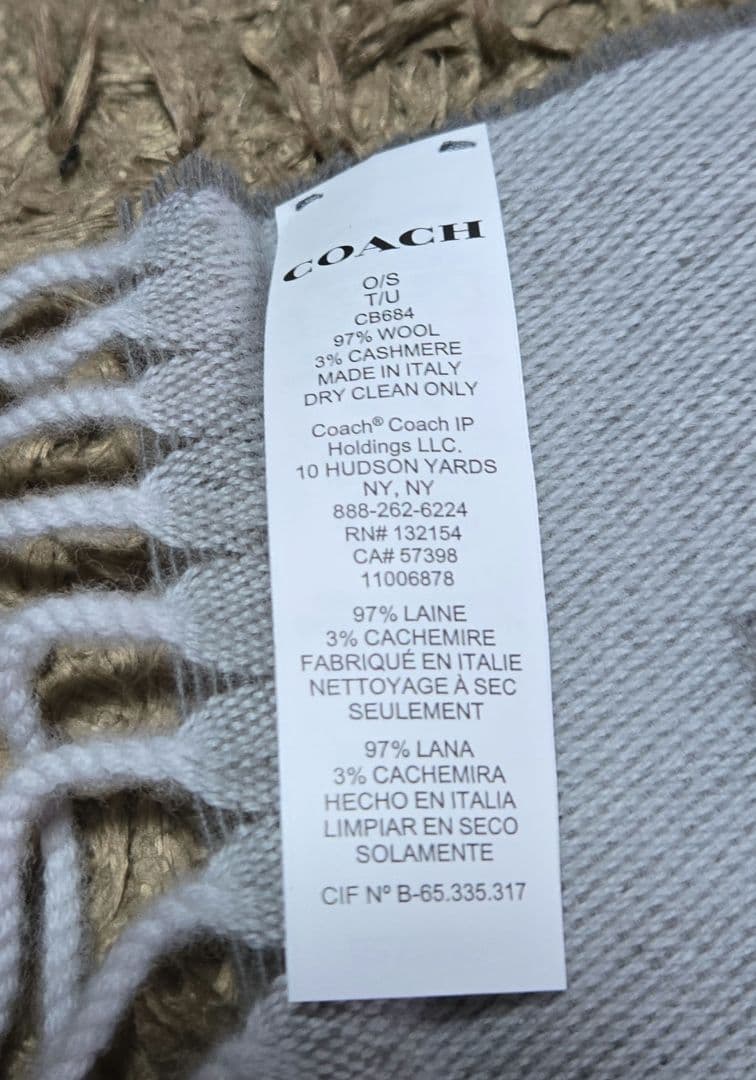 COACH
O/S
T/U
CB684
97% WOOL
3% CASHMERE
MADE IN ITALY
DRY CLEAN ONLY
Coach® Coach IP
Holdings LLC.
10 HUDSON YARDS
NY, NY
888-262-6224
RN# 132154
CA# 57398
11006878
97% LAINE
3% CACHEMIRE
FABRIQUÉ EN ITALIE
NETTOYAGE À SEC
SEULEMENT
97% LANA
3% CACHEMIRA
HECHO EN ITALIA
LIMPIAR EN SECO
SOLAMENTE
CIF Nº B-65.335.317